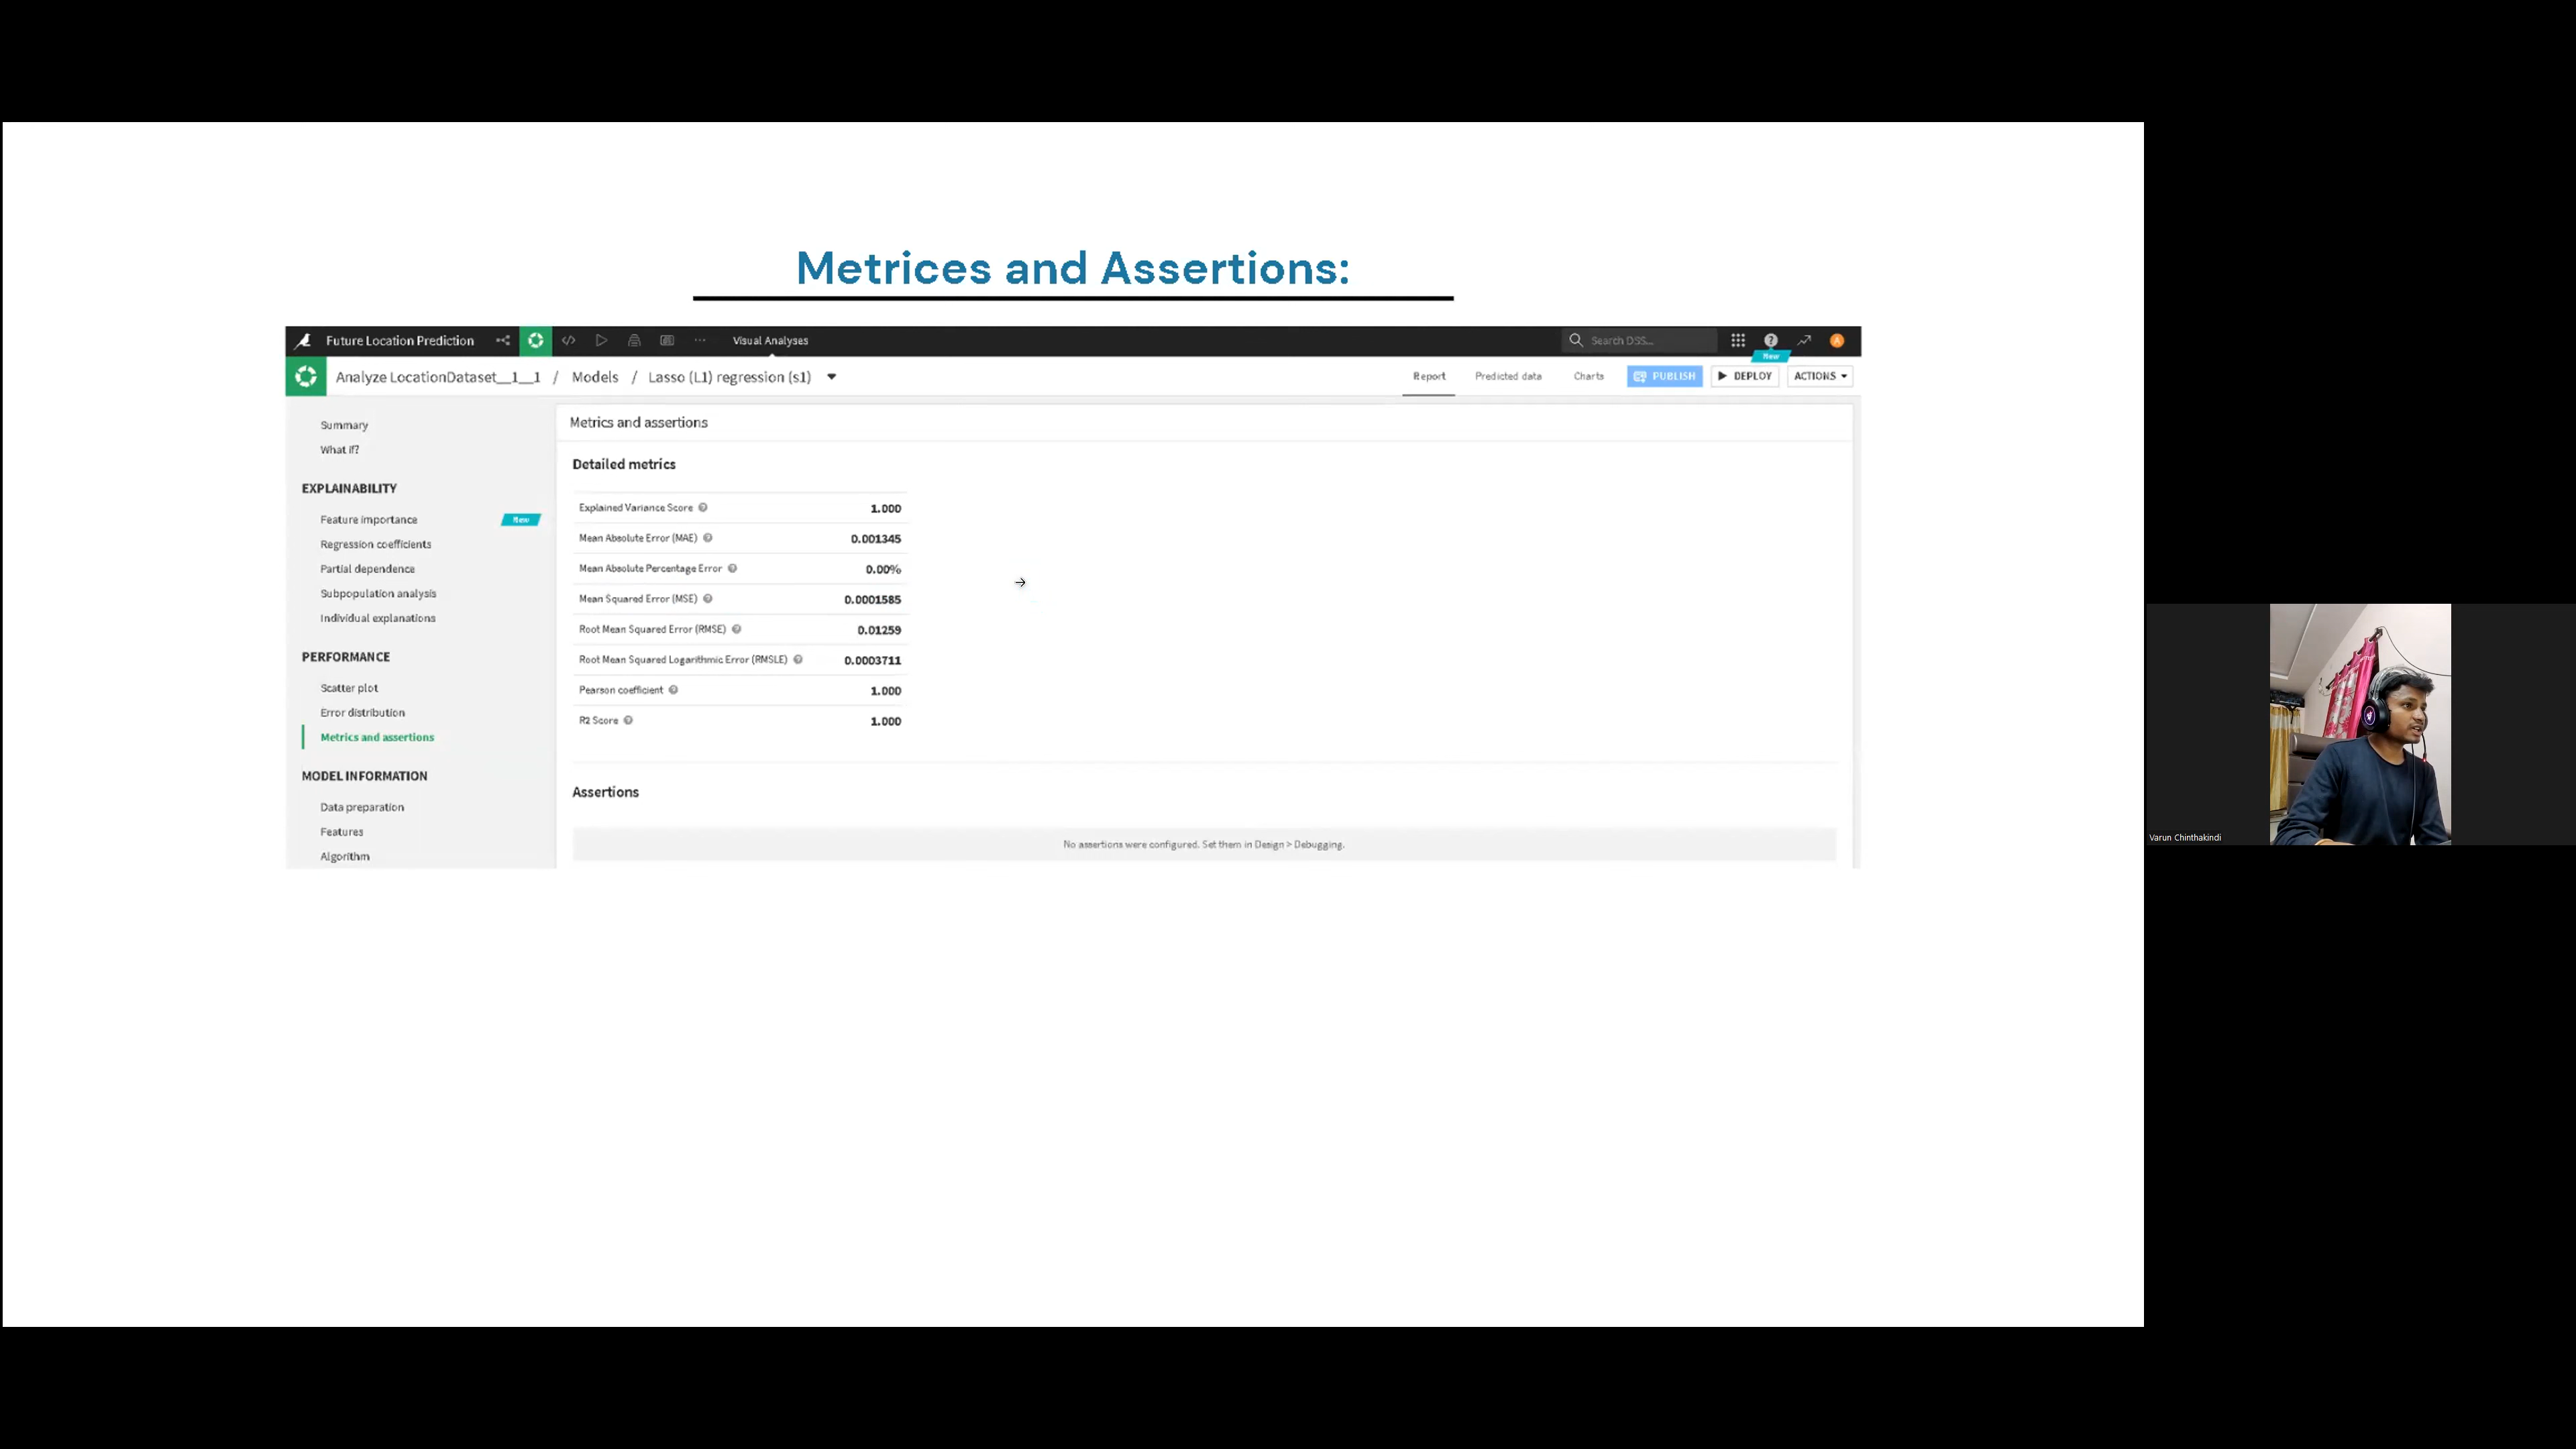 Metrices and Assertions:
Future Location Prediction
Visual Analyses
Search DSS...
New
Analyze LocationDataset__1__1 / Models / Lasso (L1) regression (s1)
Report
Predicted data
Charts
PUBLISH
DEPLOY
ACTIONS
Summary
What if?
EXPLAINABILITY
Feature importance New
Regression coefficients
Partial dependence
Subpopulation analysis
Individual explanations
PERFORMANCE
Scatter plot
Error distribution
Metrics and assertions
MODEL INFORMATION
Data preparation
Features
Algorithm
Metrics and assertions
Detailed metrics
Explained Variance Score 1.000
Mean Absolute Error (MAE) 0.001345
Mean Absolute Percentage Error 0.00%
Mean Squared Error (MSE) 0.0001585
Root Mean Squared Error (RMSE) 0.01259
Root Mean Squared Logarithmic Error (RMSLE) 0.0003711
Pearson coefficient 1.000
R2 Score 1.000
Assertions
No assertions were configured. Set them in Design > Debugging.
Varun Chinthakindi